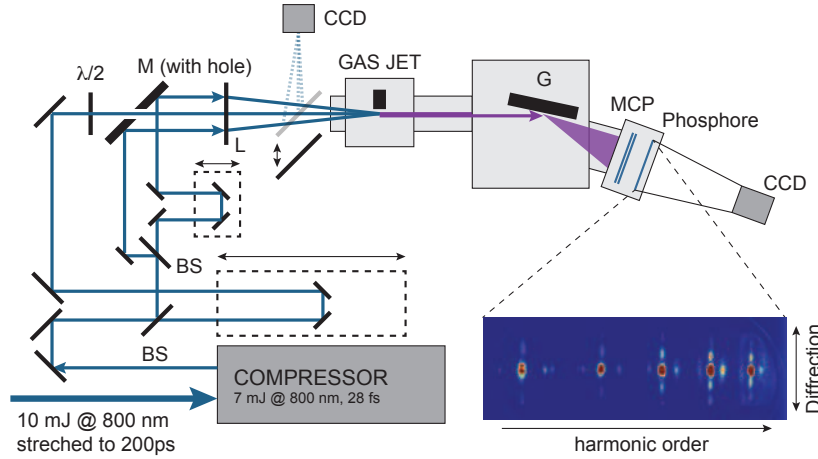 CCD
GAS JET
λ/2
M (with hole)
G
MCP
Phosphore
L
CCD
BS
BS
COMPRESSOR
7 mJ @ 800 nm, 28 fs
10 mJ @ 800 nm
streched to 200ps
Diffrection
harmonic order